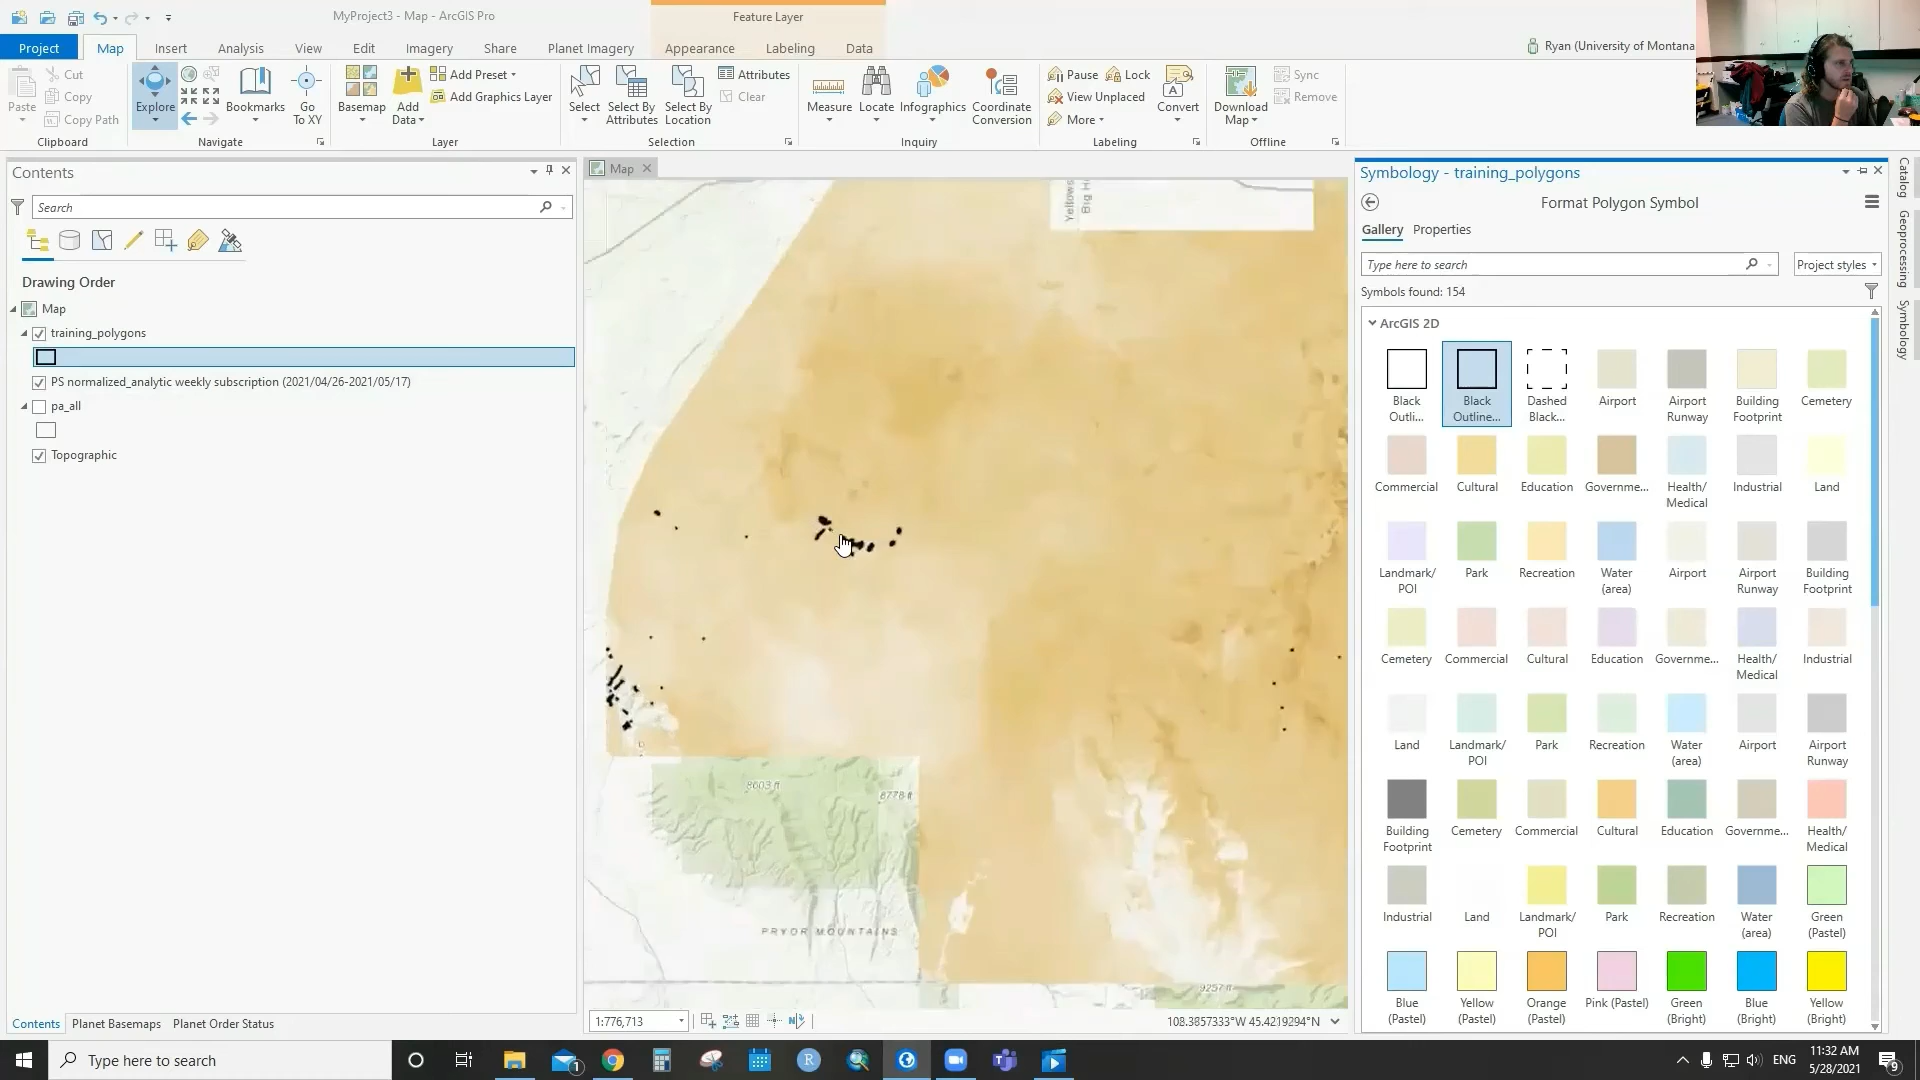 MyProject3 - Map - ArcGIS Pro
Feature Layer
Project
Map
Insert
Analysis
View
Edit
Imagery
Share
Planet Imagery
Appearance
Labeling
Data
Ryan (University of Montana
Paste
Cut
Copy
Copy Path
Clipboard
Explore
Bookmarks
Go
To XY
Navigate
Basemap
Add
Data
Add Preset
Add Graphics Layer
Layer
Select
Select By
Attributes
Select By
Location
Attributes
Clear
Selection
Measure
Locate
Infographics
Coordinate
Conversion
Inquiry
Pause
Lock
View Unplaced
More
Convert
Labeling
Download
Map
Sync
Remove
Offline
Contents
Search
Drawing Order
Map
training_polygons
PS normalized_analytic weekly subscription (2021/04/26-2021/05/17)
pa_all
Topographic
Contents
Planet Basemaps
Planet Order Status
Map
Yellows
Big H
8603 ft
8778 ft
PRYOR MOUNTAINS
9257 ft
1:776,713
108.3857333°W 45.4219294°N
Symbology - training_polygons
Format Polygon Symbol
Gallery
Properties
Type here to search
Project styles
Symbols found: 154
ArcGIS 2D
Black
Outli...
Black
Outline...
Dashed
Black...
Airport
Airport
Runway
Building
Footprint
Cemetery
Commercial
Cultural
Education
Governme...
Health/
Medical
Industrial
Land
Landmark/
POI
Park
Recreation
Water
(area)
Airport
Airport
Runway
Building
Footprint
Cemetery
Commercial
Cultural
Education
Governme...
Health/
Medical
Industrial
Land
Landmark/
POI
Park
Recreation
Water
(area)
Airport
Airport
Runway
Building
Footprint
Cemetery
Commercial
Cultural
Education
Governme...
Health/
Medical
Industrial
Land
Landmark/
POI
Park
Recreation
Water
(area)
Green
(Pastel)
Blue
(Pastel)
Yellow
(Pastel)
Orange
(Pastel)
Pink (Pastel)
Green
(Bright)
Blue
(Bright)
Yellow
(Bright)
Catalog
Geoprocessing
Symbology
Type here to search
1
R
ENG
11:32 AM
5/28/2021
9